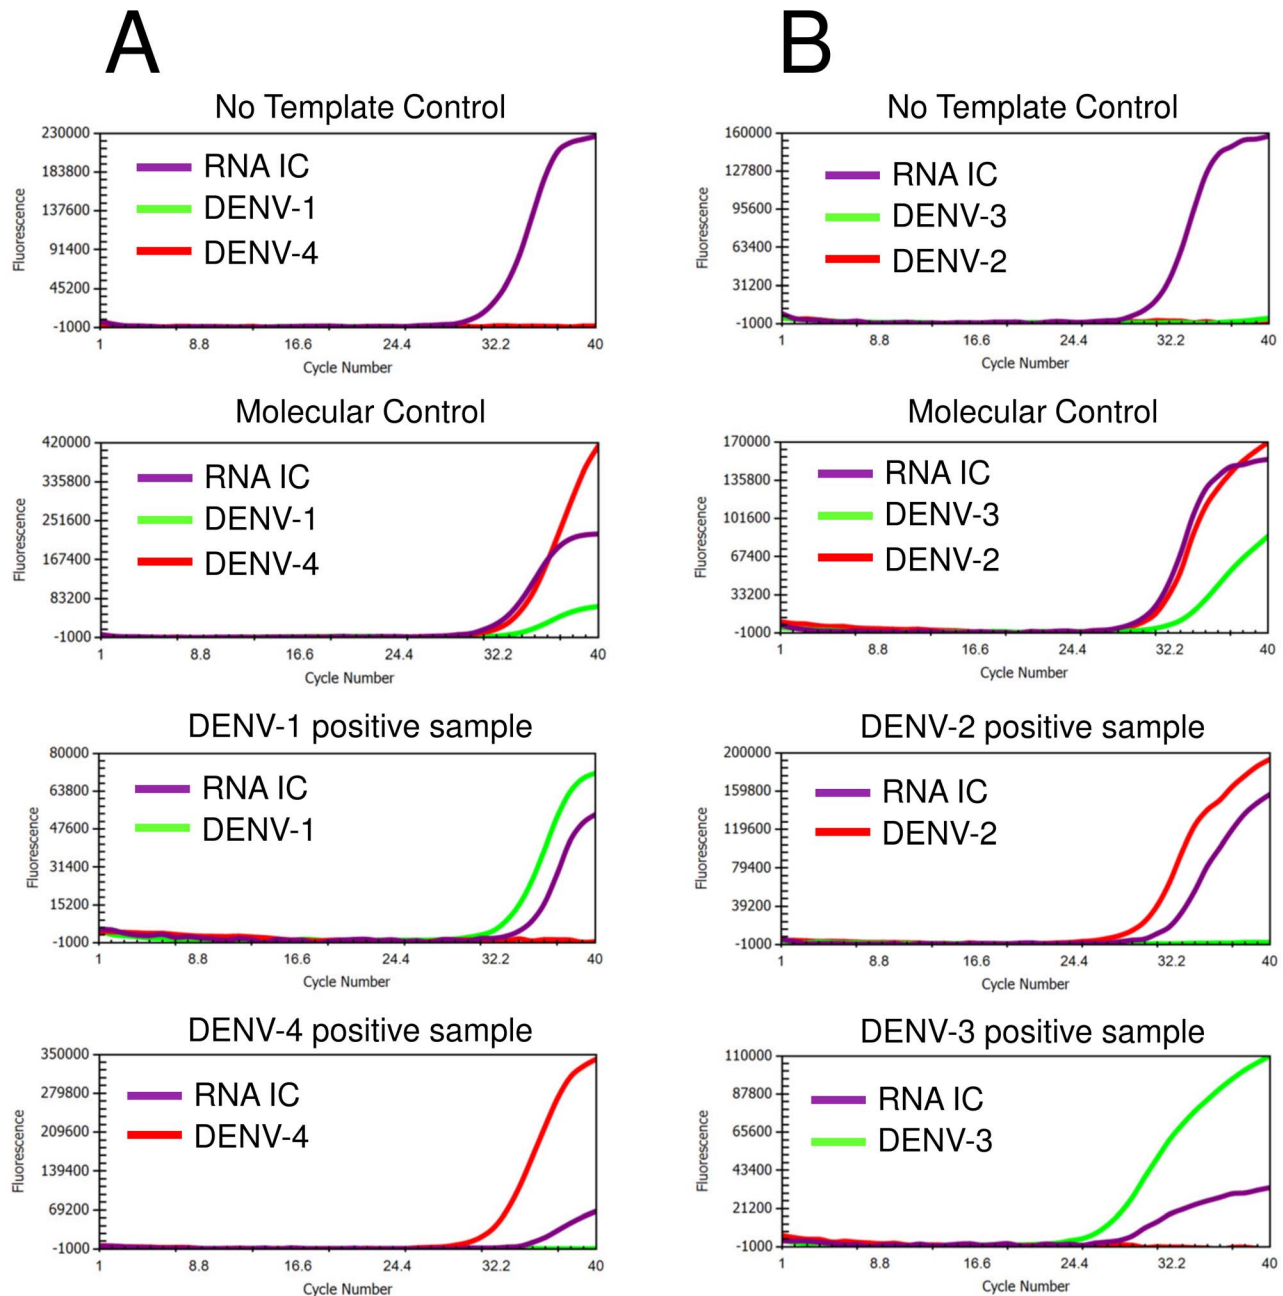 A
No Template Control
230000
183800
137600
91400
45200
-1000
Fluorescence
RNA IC
DENV-1
DENV-4
1 8.8 16.6 24.4 32.2 40
Cycle Number
Molecular Control
420000
335800
251600
167400
83200
-1000
Fluorescence
RNA IC
DENV-1
DENV-4
1 8.8 16.6 24.4 32.2 40
Cycle Number
DENV-1 positive sample
80000
63800
47600
31400
15200
-1000
Fluorescence
RNA IC
DENV-1
1 8.8 16.6 24.4 32.2 40
Cycle Number
DENV-4 positive sample
350000
279800
209600
139400
69200
-1000
Fluorescence
RNA IC
DENV-4
1 8.8 16.6 24.4 32.2 40
Cycle Number
B
No Template Control
160000
127800
95600
63400
31200
-1000
Fluorescence
RNA IC
DENV-3
DENV-2
1 8.8 16.6 24.4 32.2 40
Cycle Number
Molecular Control
170000
135800
101600
67400
33200
-1000
Fluorescence
RNA IC
DENV-3
DENV-2
1 8.8 16.6 24.4 32.2 40
Cycle Number
DENV-2 positive sample
200000
159800
119600
79400
39200
-1000
Fluorescence
RNA IC
DENV-2
1 8.8 16.6 24.4 32.2 40
Cycle Number
DENV-3 positive sample
110000
87800
65600
43400
21200
-1000
Fluorescence
RNA IC
DENV-3
1 8.8 16.6 24.4 32.2 40
Cycle Number